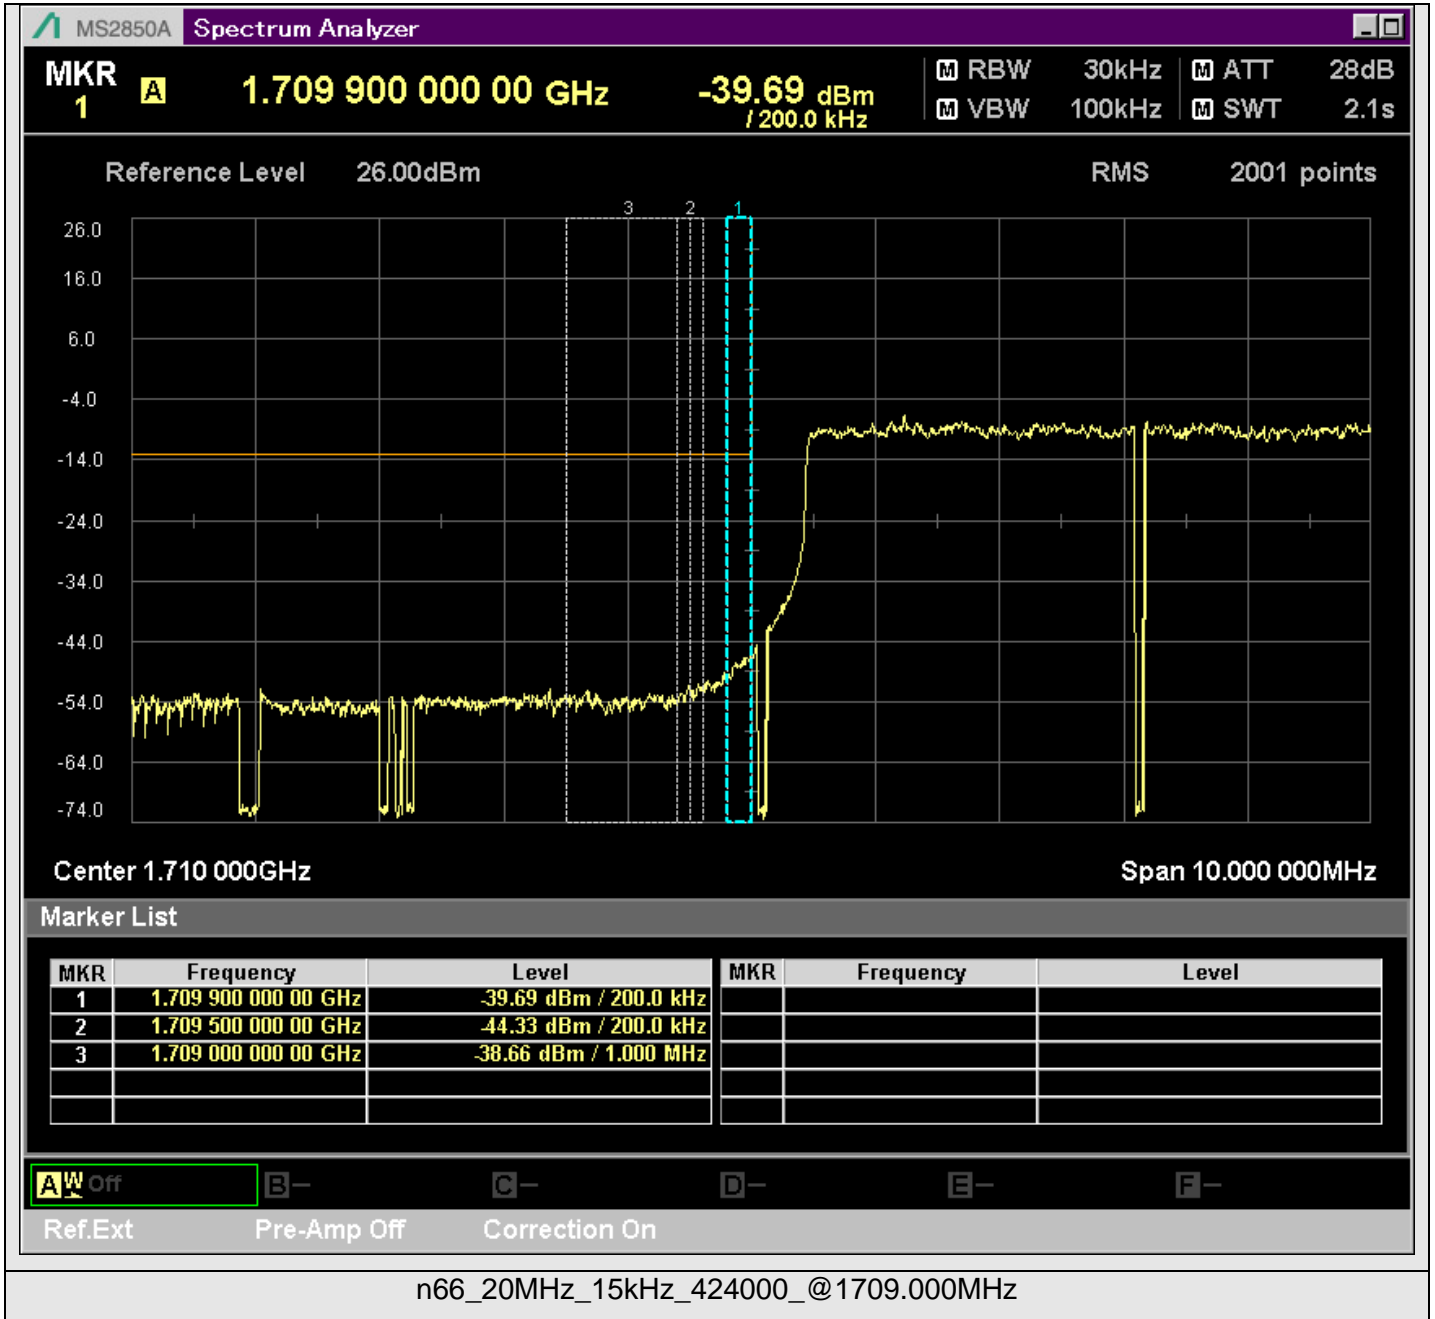 MS2850A Spectrum Analyzer
MKR 1 A 1.709 900 000 00 GHz -39.69 dBm / 200.0 kHz
M RBW 30kHz M ATT 28dB
M VBW 100kHz M SWT 2.1s
Reference Level 26.00dBm RMS 2001 points
3 2 1
26.0
16.0
6.0
-4.0
-14.0
-24.0
-34.0
-44.0
-54.0
-64.0
-74.0
Center 1.710 000GHz Span 10.000 000MHz
Marker List
MKR Frequency Level MKR Frequency Level
1 1.709 900 000 00 GHz -39.69 dBm / 200.0 kHz
2 1.709 500 000 00 GHz -44.33 dBm / 200.0 kHz
3 1.709 000 000 00 GHz -38.66 dBm / 1.000 MHz
A W Off B- C- D- E- F-
Ref.Ext Pre-Amp Off Correction On
n66_20MHz_15kHz_424000_@1709.000MHz